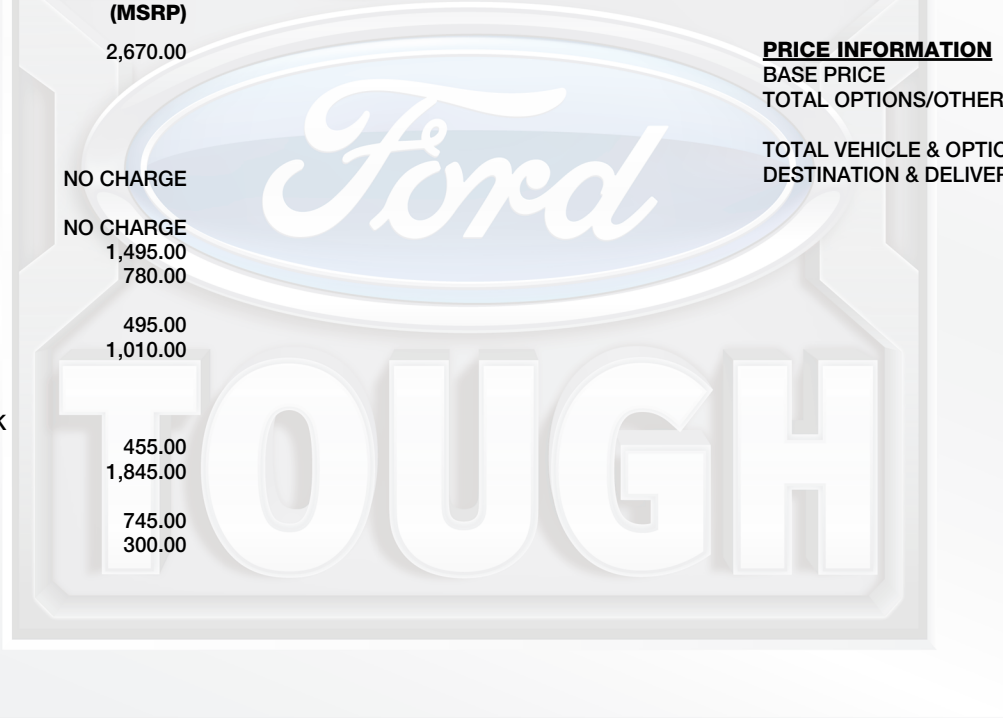 (MSRP)
2,670.00
NO CHARGE
NO CHARGE
1,495.00
780.00
495.00
1,010.00
K
455.00
1,845.00
745.00
300.00
PRICE INFORMATION
BASE PRICE
TOTAL OPTIONS/OTHER
TOTAL VEHICLE & OPTIO
DESTINATION & DELIVER
Ford
TOUGH